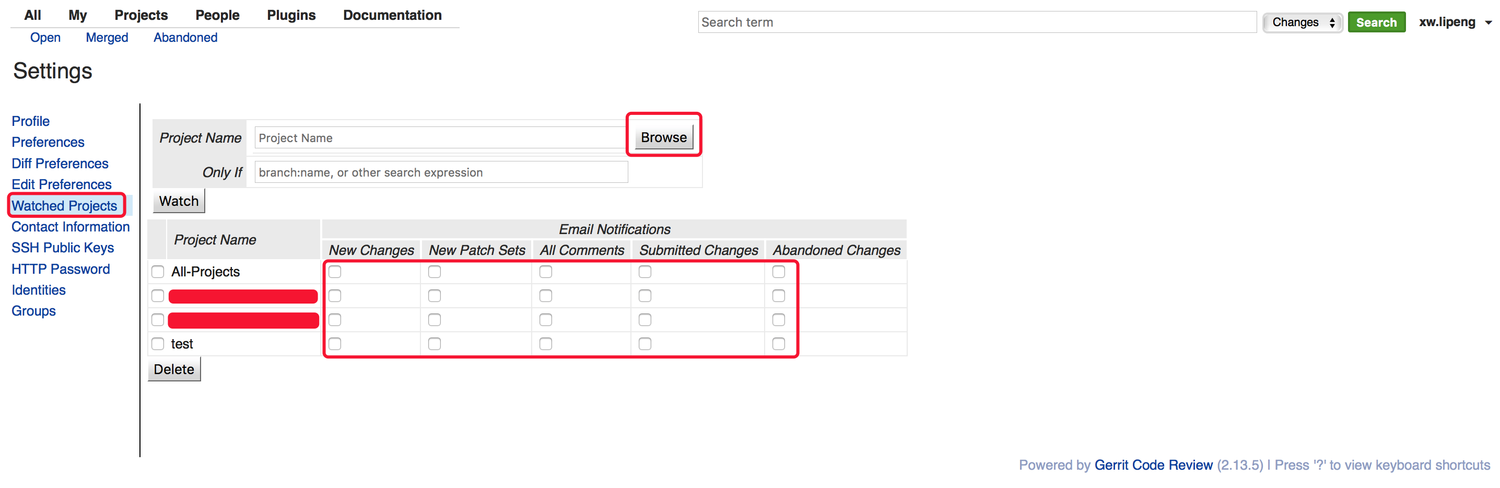 All My Projects People Plugins Documentation
Search term Changes Search xw.lipeng
Open Merged Abandoned
Settings
Profile
Preferences
Diff Preferences
Edit Preferences
Watched Projects
Contact Information
SSH Public Keys
HTTP Password
Identities
Groups
Project Name Project Name Browse
Only If branch:name, or other search expression
Watch
Project Name Email Notifications
New Changes New Patch Sets All Comments Submitted Changes Abandoned Changes
All-Projects
test
Delete
Powered by Gerrit Code Review (2.13.5) | Press '?' to view keyboard shortcuts